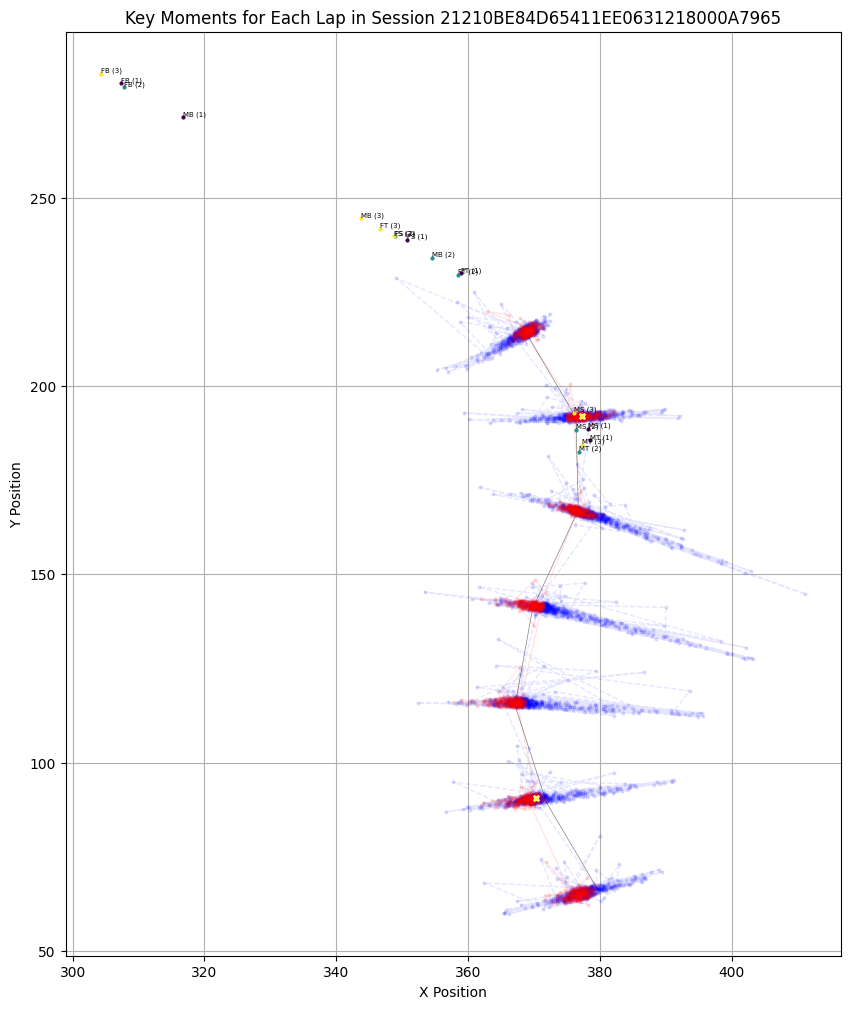 Key Moments for Each Lap in Session 21210BE84D65411EE0631218000A7965
FB (3)
FB (1)
FB (2)
MB (1)
250
MB (3)
FT (3)
FS (1)
MB (2)
200
MS (3)
MS (1)
MT (1)
MT (3)
MT (2)
Y Position
150
100
50
300
320
340
360
380
400
X Position